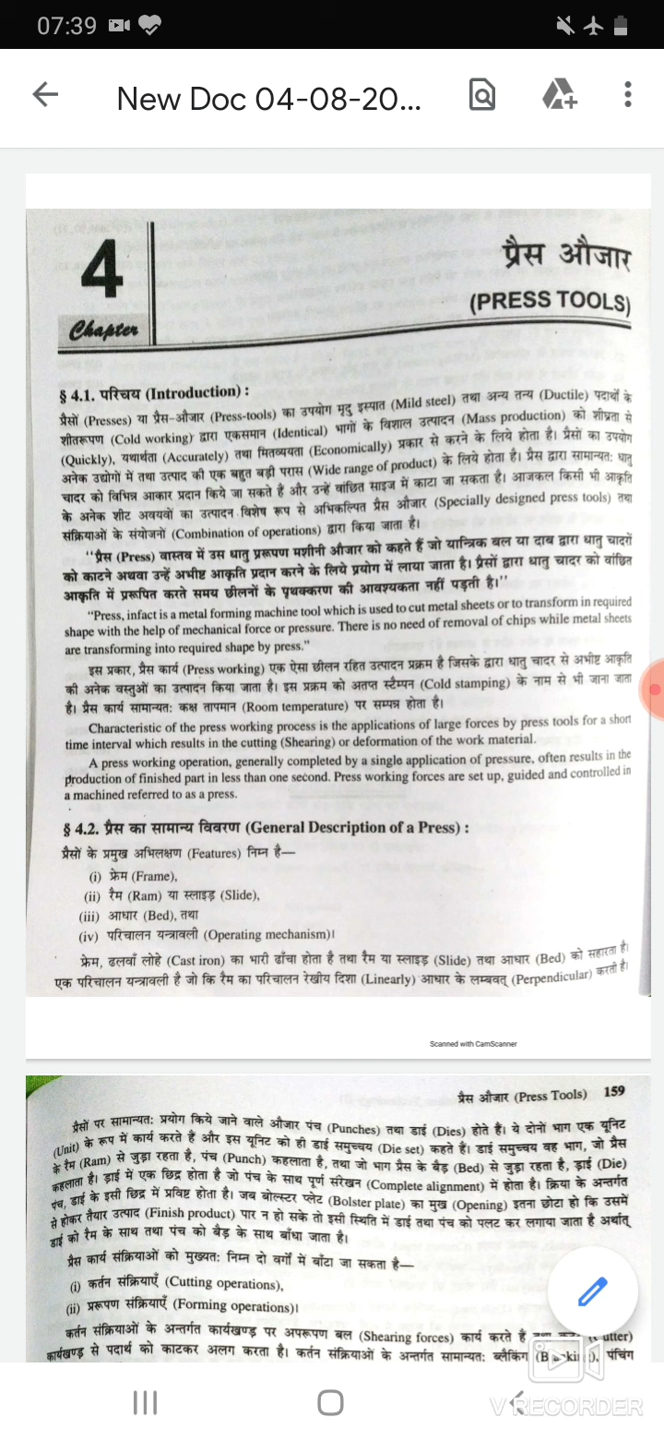 07:39
New Doc 04-08-20...
4
Chapter
प्रैस औजार
(PRESS TOOLS)
§ 4.1. परिचय (Introduction) :
प्रैसों (Presses) या प्रैस-औजार (Press-tools) का उपयोग मृदु इस्पात (Mild steel) तथा अन्य तन्य (Ductile) पदार्थों के
शीतरूपण (Cold working) द्वारा एकसमान (Identical) भागों के विशाल उत्पादन (Mass production) को शीघ्रता से
(Quickly), यथार्थता (Accurately) तथा मितव्ययता (Economically) प्रकार से करने के लिये होता है। प्रैसों का उपयोग
अनेक उद्योगों में तथा उत्पाद की एक बहुत बड़ी परास (Wide range of product) के लिये होता है। प्रैस द्वारा सामान्यतः धातु
चादर को विभिन्न आकार प्रदान किये जा सकते हैं और उन्हें वांछित साइज में काटा जा सकता है। आजकल किसी भी आकृति
के अनेक शीट अवयवों का उत्पादन विशेष रूप से अभिकल्पित प्रैस औजार (Specially designed press tools) तथा
संक्रियाओं के संयोजनों (Combination of operations) द्वारा किया जाता है।
“प्रैस (Press) वास्तव में उस धातु प्ररूपण मशीनी औजार को कहते हैं जो यान्त्रिक बल या दाब द्वारा धातु चादरों
को काटने अथवा उन्हें अभीष्ट आकृति प्रदान करने के लिये प्रयोग में लाया जाता है। प्रैसों द्वारा धातु चादर को वांछित
आकृति में प्ररूपित करते समय छीलनों के पृथक्करण की आवश्यकता नहीं पड़ती है।”
“Press, infact is a metal forming machine tool which is used to cut metal sheets or to transform in required
shape with the help of mechanical force or pressure. There is no need of removal of chips while metal sheets
are transforming into required shape by press.”
इस प्रकार, प्रैस कार्य (Press working) एक ऐसा छीलन रहित उत्पादन प्रक्रम है जिसके द्वारा धातु चादर से अभीष्ट आकृति
की अनेक वस्तुओं का उत्पादन किया जाता है। इस प्रक्रम को अतप्त स्टैम्पन (Cold stamping) के नाम से भी जाना जाता
है। प्रैस कार्य सामान्यतः कक्ष तापमान (Room temperature) पर सम्पन्न होता है।
Characteristic of the press working process is the applications of large forces by press tools for a short
time interval which results in the cutting (Shearing) or deformation of the work material.
A press working operation, generally completed by a single application of pressure, often results in the
production of finished part in less than one second. Press working forces are set up, guided and controlled in
a machined referred to as a press.
§ 4.2. प्रैस का सामान्य विवरण (General Description of a Press) :
प्रैसों के प्रमुख अभिलक्षण (Features) निम्न है—
(i) फ्रेम (Frame),
(ii) रैम (Ram) या स्लाइड (Slide),
(iii) आधार (Bed), तथा
(iv) परिचालन यन्त्रावली (Operating mechanism)।
फ्रेम, ढलवाँ लोहे (Cast iron) का भारी ढाँचा होता है तथा रैम या स्लाइड (Slide) तथा आधार (Bed) को सहारता है।
एक परिचालन यन्त्रावली है जो कि रैम का परिचालन रेखीय दिशा (Linearly) आधार के लम्बवत् (Perpendicular) करती है।
Scanned with CamScanner
प्रैस औजार (Press Tools) 159
प्रैसों पर सामान्यतः प्रयोग किये जाने वाले औजार पंच (Punches) तथा डाई (Dies) होते हैं। ये दोनों भाग एक यूनिट
(Unit) के रूप में कार्य करते हैं और इस यूनिट को ही डाई समुच्चय (Die set) कहते हैं। डाई समुच्चय वह भाग, जो प्रैस
के रैम (Ram) से जुड़ा रहता है, पंच (Punch) कहलाता है, तथा जो भाग प्रैस के बैड़ (Bed) से जुड़ा रहता है, ड़ाई (Die)
कहलाता है। ड़ाई में एक छिद्र होता है जो पंच के साथ पूर्ण संरेखन (Complete alignment) में होता है। क्रिया के अन्तर्गत
पंच, डाई के इसी छिद्र में प्रविष्ट होता है। जब बोल्स्टर प्लेट (Bolster plate) का मुख (Opening) इतना छोटा हो कि उसमें
से होकर तैयार उत्पाद (Finish product) पार न हो सके तो इसी स्थिति में डाई तथा पंच को पलट कर लगाया जाता है अर्थात्
डाई को रैम के साथ तथा पंच को बैड़ के साथ बाँधा जाता है।
प्रैस कार्य संक्रियाओं को मुख्यतः निम्न दो वर्गों में बाँटा जा सकता है—
(i) कर्तन संक्रियाएँ (Cutting operations),
(ii) प्ररूपण संक्रियाएँ (Forming operations)।
कर्तन संक्रियाओं के अन्तर्गत कार्यखण्ड पर अपरूपण बल (Shearing forces) कार्य करते हैं
कार्यखण्ड से पदार्थ को काटकर अलग करता है। कर्तन संक्रियाओं के अन्तर्गत सामान्यतः ब्लैकिंग पंचिंग
V RECORDER